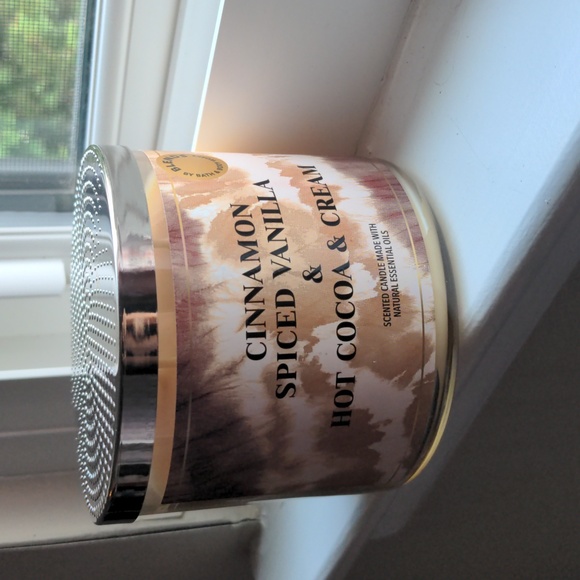 CINNAMON
SPICED VANILLA
&
HOT COCOA & CREAM
SCENTED CANDLE MADE WITH
NATURAL ESSENTIAL OILS